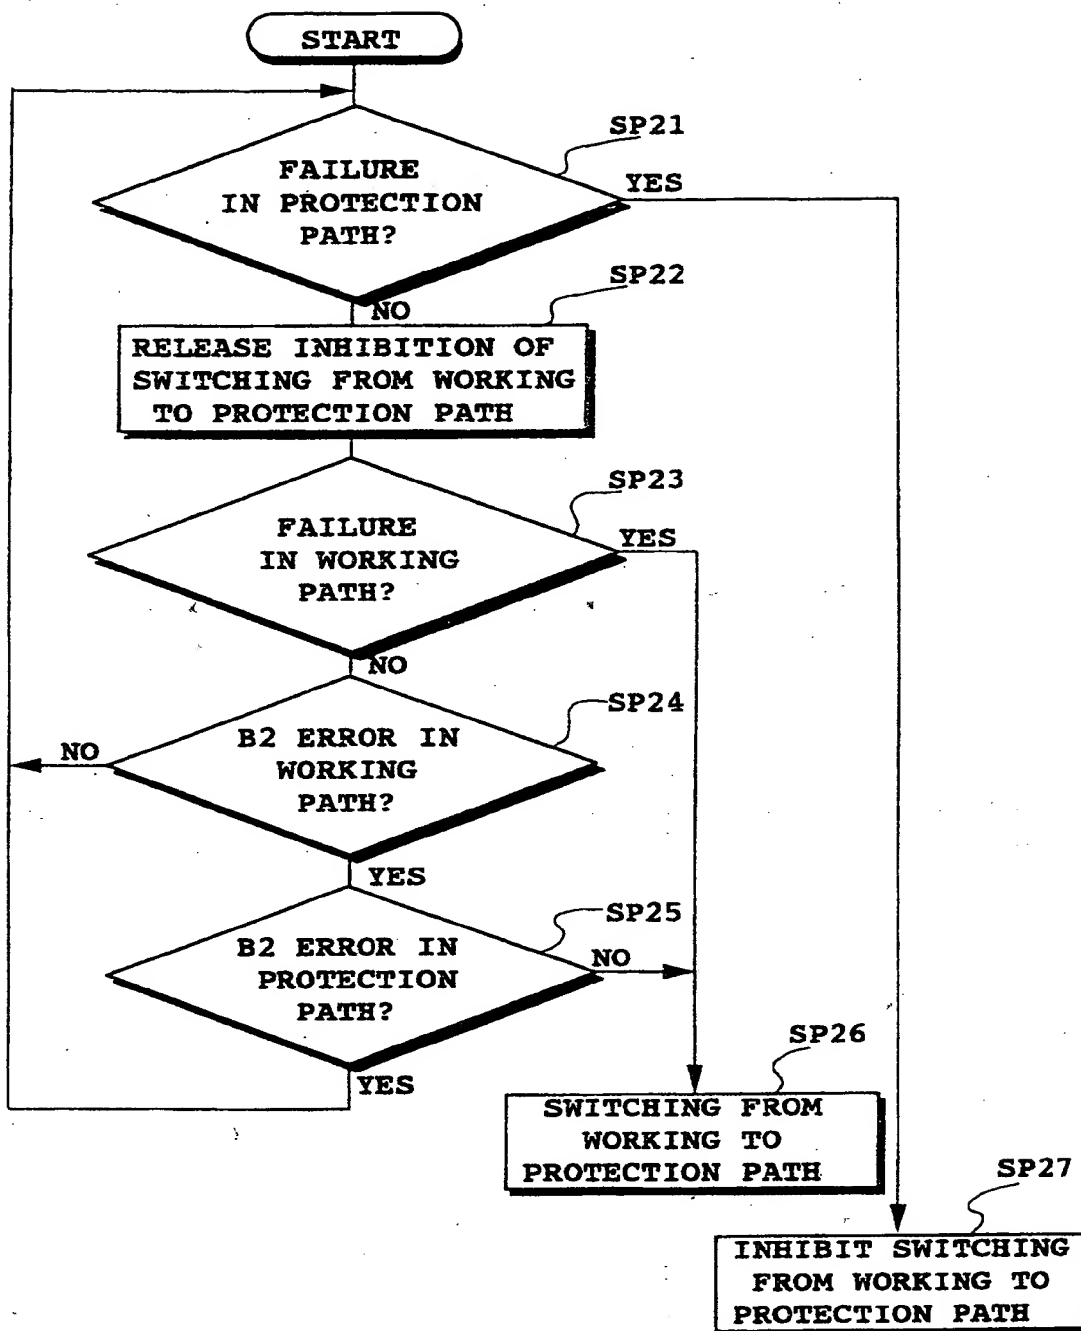 START
SP21
FAILURE
IN PROTECTION
PATH?
YES
SP22
NO
RELEASE INHIBITION OF
SWITCHING FROM WORKING
TO PROTECTION PATH
SP23
FAILURE
IN WORKING
PATH?
YES
NO
SP24
B2 ERROR IN
WORKING
PATH?
NO
YES
SP25
B2 ERROR IN
PROTECTION
PATH?
NO
YES
SP26
SWITCHING FROM
WORKING TO
PROTECTION PATH
SP27
INHIBIT SWITCHING
FROM WORKING TO
PROTECTION PATH